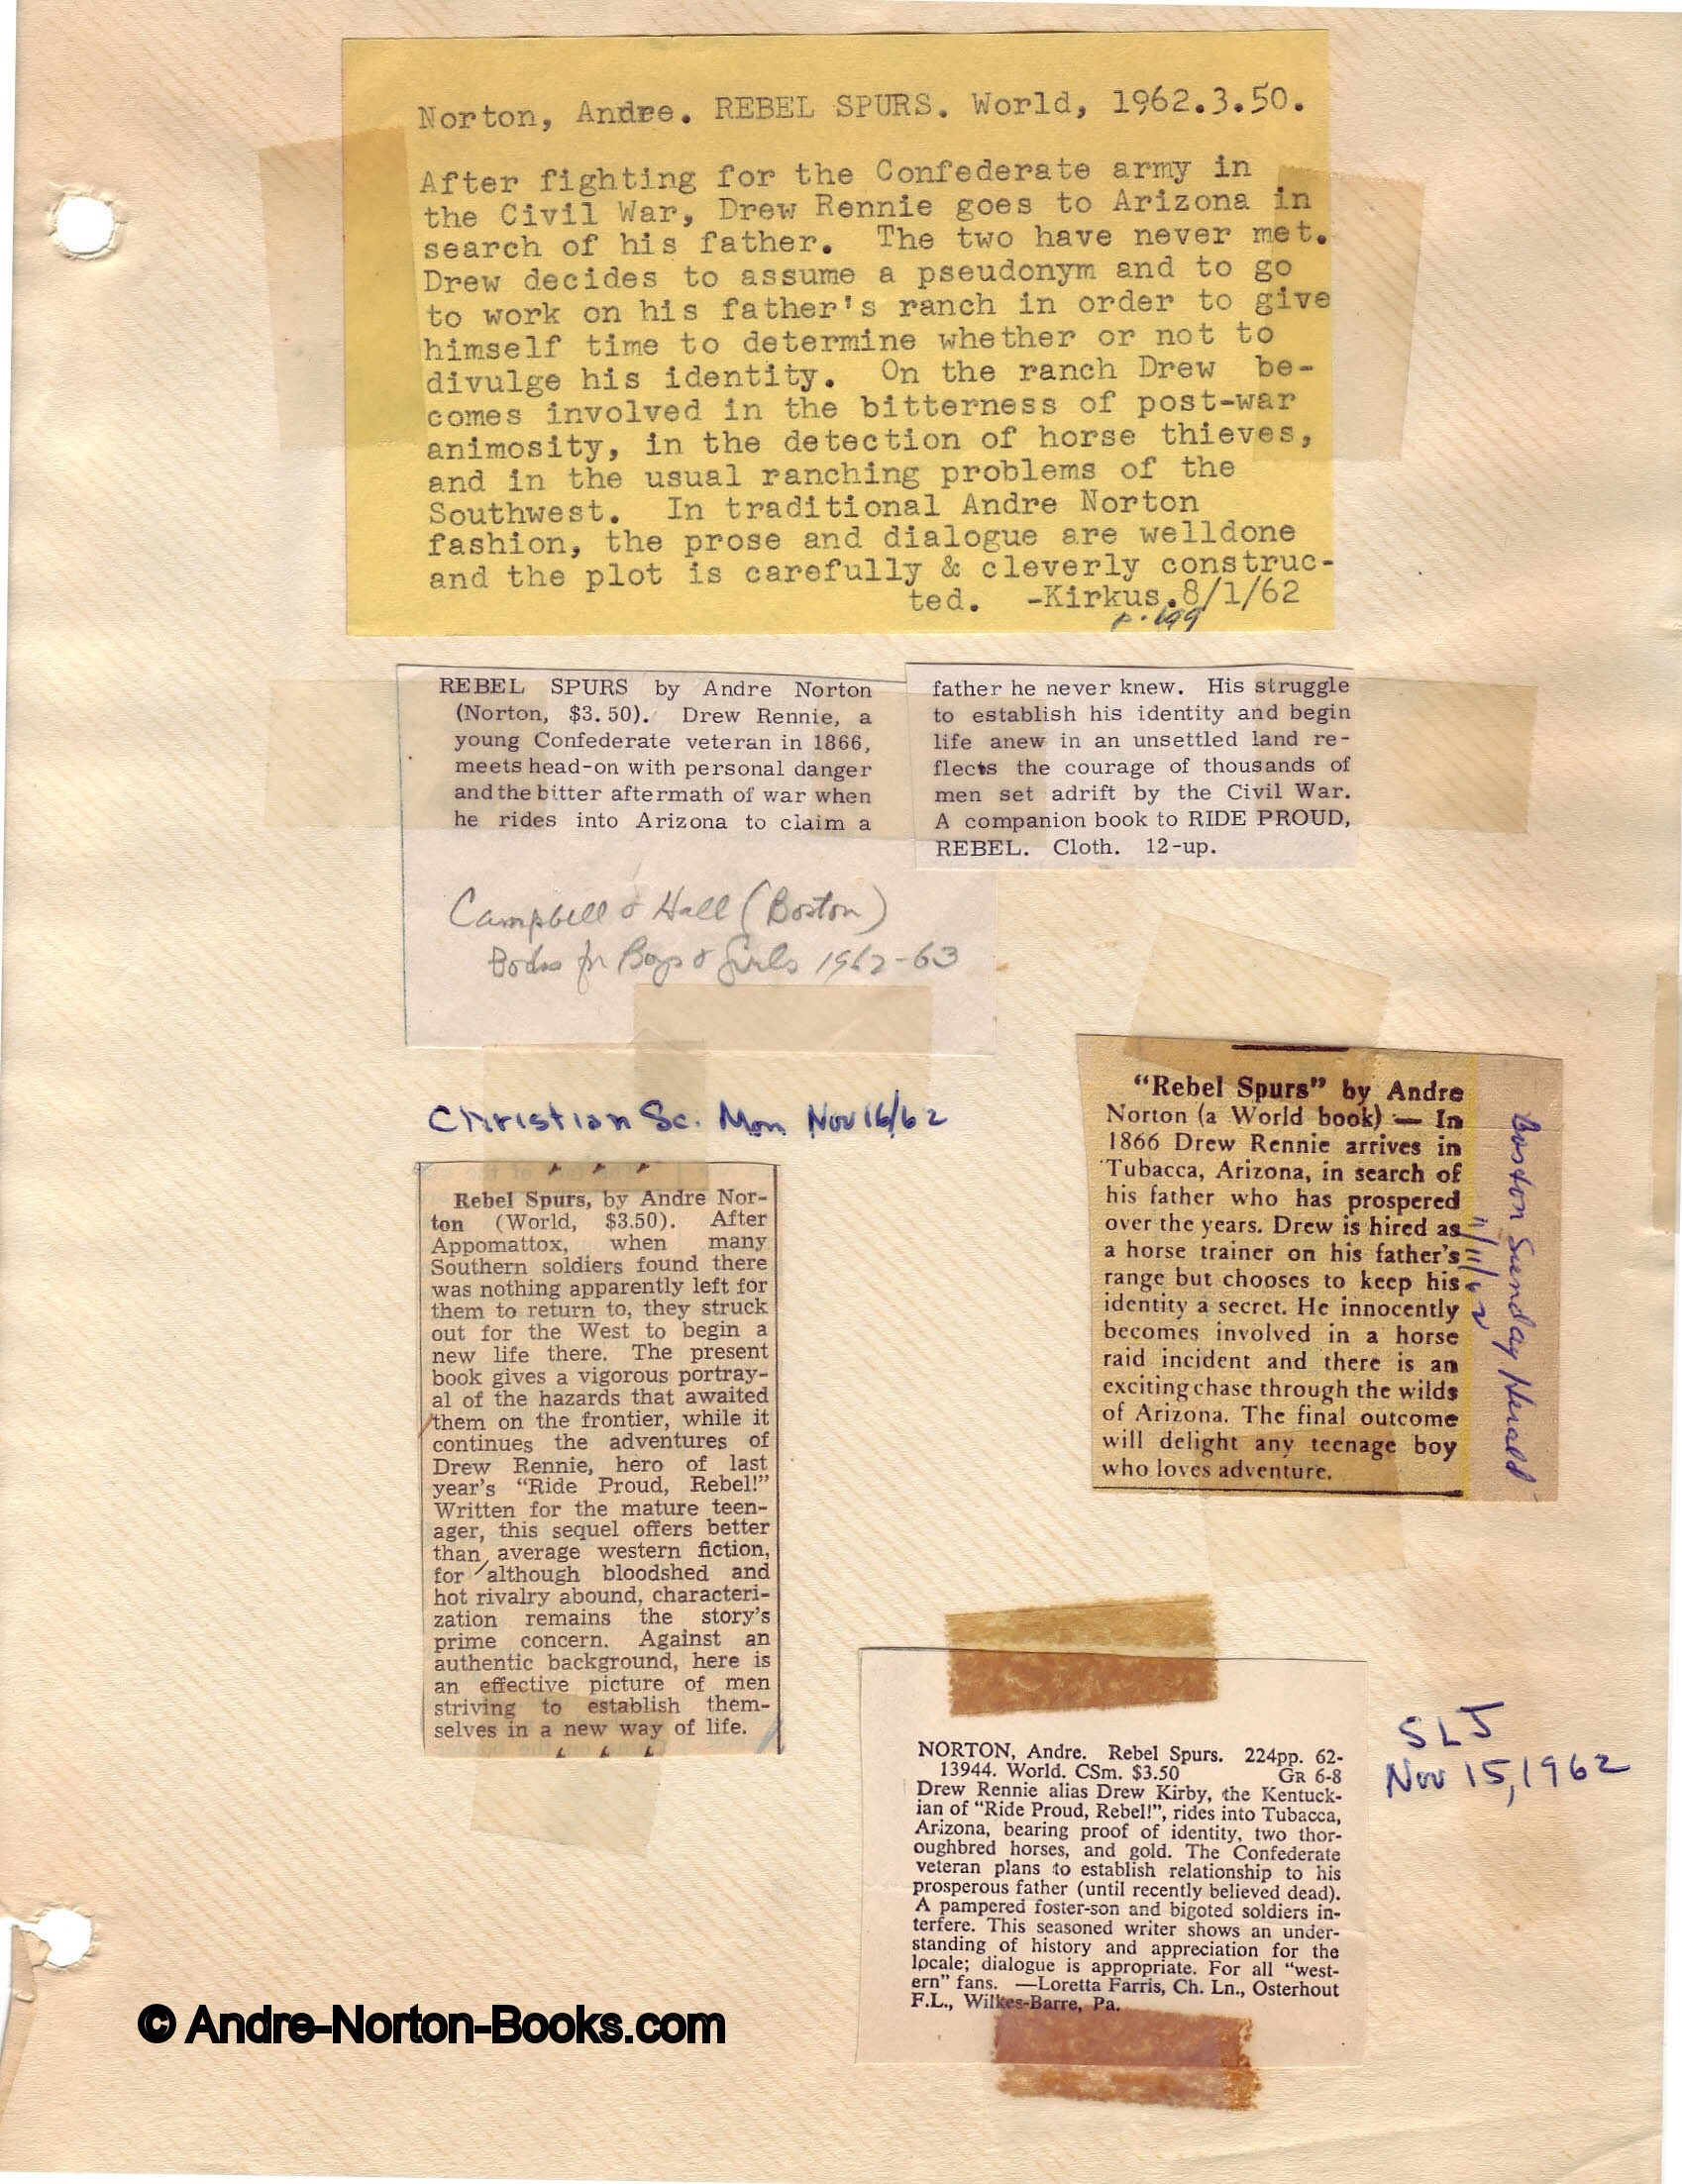 Norton, Andre. REBEL SPURS. World, 1962.3.50.
After fighting for the Confederate army in
the Civil War, Drew Rennie goes to Arizona in
search of his father. The two have never met.
Drew decides to assume a pseudonym and to go
to work on his father's ranch in order to give
himself time to determine whether or not to
divulge his identity. On the ranch Drew be-
comes involved in the bitterness of post-war
animosity, in the detection of horse thieves,
and in the usual ranching problems of the
Southwest. In traditional Andre Norton
fashion, the prose and dialogue are welldone
and the plot is carefully & cleverly construc-
ted. -Kirkus.8/1/62
p.199
REBEL SPURS by Andre Norton
(Norton, $3.50). Drew Rennie, a
young Confederate veteran in 1866,
meets head-on with personal danger
and the bitter aftermath of war when
he rides into Arizona to claim a
father he never knew. His struggle
to establish his identity and begin
life anew in an unsettled land re-
flects the courage of thousands of
men set adrift by the Civil War.
A companion book to RIDE PROUD,
REBEL. Cloth. 12-up.
Campbell & Hall (Boston)
Books for Boys & Girls 1962-63
Christian Sc. Mon Nov 16/62
Rebel Spurs, by Andre Nor-
ton (World, $3.50). After
Appomattox, when many
Southern soldiers found there
was nothing apparently left for
them to return to, they struck
out for the West to begin a
new life there. The present
book gives a vigorous portray-
al of the hazards that awaited
them on the frontier, while it
continues the adventures of
Drew Rennie, hero of last
year's "Ride Proud, Rebel!"
Written for the mature teen-
ager, this sequel offers better
than average western fiction,
for although bloodshed and
hot rivalry abound, characteri-
zation remains the story's
prime concern. Against an
authentic background, here is
an effective picture of men
striving to establish them-
selves in a new way of life.
"Rebel Spurs" by Andre
Norton (a World book) — In
1866 Drew Rennie arrives in
Tubacca, Arizona, in search of
his father who has prospered
over the years. Drew is hired as
a horse trainer on his father's
range but chooses to keep his
identity a secret. He innocently
becomes involved in a horse
raid incident and there is an
exciting chase through the wilds
of Arizona. The final outcome
will delight any teenage boy
who loves adventure.
Boston Sunday Herald
11/11/62
SLJ
Nov 15, 1962
NORTON, Andre. Rebel Spurs. 224pp. 62-
13944. World. CSm. $3.50 GR 6-8
Drew Rennie alias Drew Kirby, the Kentuck-
ian of "Ride Proud, Rebel!", rides into Tubacca,
Arizona, bearing proof of identity, two thor-
oughbred horses, and gold. The Confederate
veteran plans to establish relationship to his
prosperous father (until recently believed dead).
A pampered foster-son and bigoted soldiers in-
terfere. This seasoned writer shows an under-
standing of history and appreciation for the
locale; dialogue is appropriate. For all "west-
ern" fans. —Loretta Farris, Ch. Ln., Osterhout
F.L., Wilkes-Barre, Pa.
© Andre-Norton-Books.com